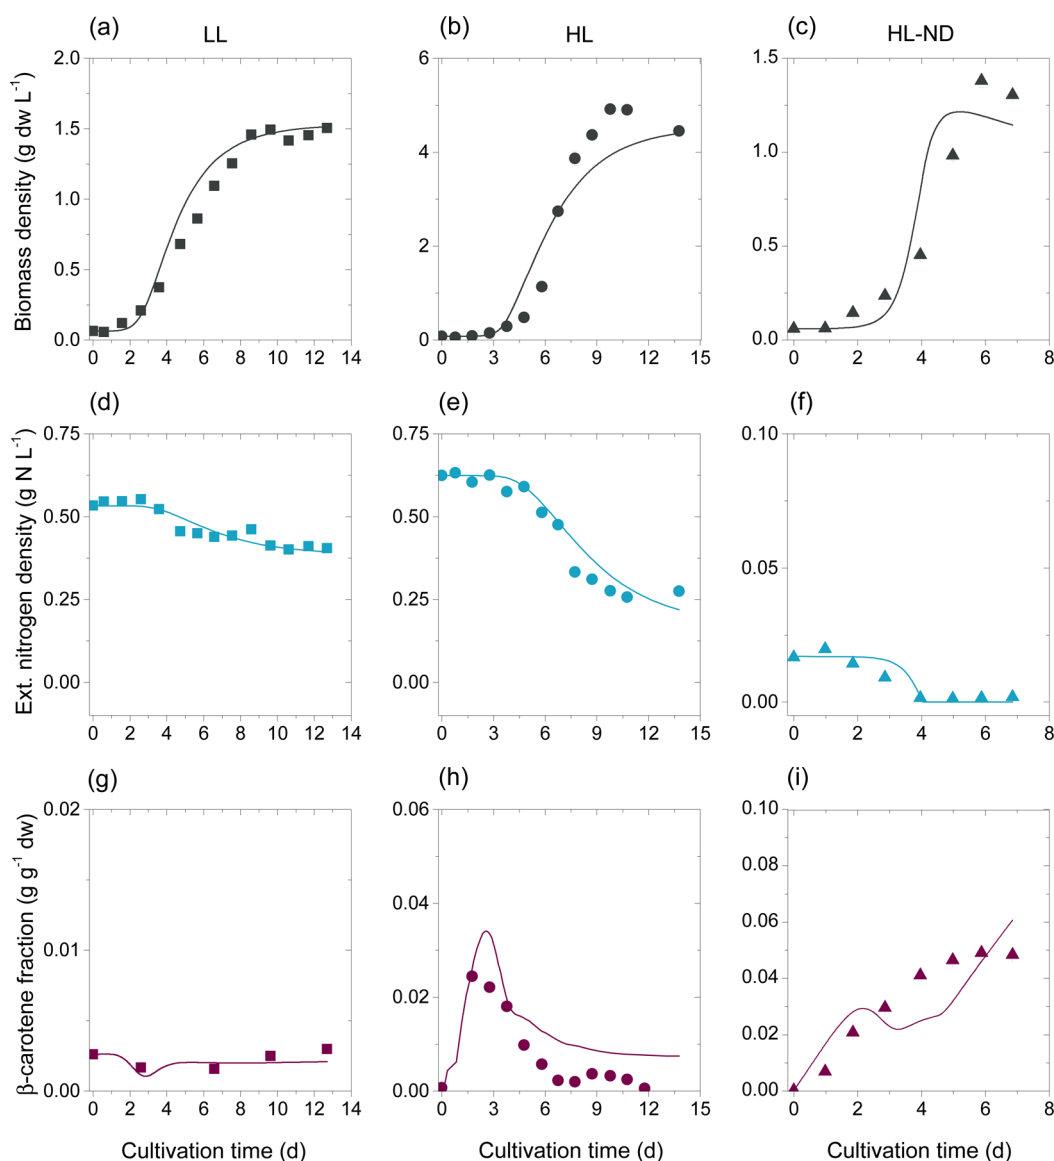 (a) LL
(b) HL
(c) HL-ND
Biomass density (g dw L⁻¹)
2.0
1.5
1.0
0.5
0.0
0 2 4 6 8 10 12 14
6
4
2
0
0 3 6 9 12 15
1.5
1.0
0.5
0.0
0 2 4 6 8
(d)
(e)
(f)
Ext. nitrogen density (g N L⁻¹)
0.75
0.50
0.25
0.00
0 2 4 6 8 10 12 14
0.75
0.50
0.25
0.00
0 3 6 9 12 15
0.10
0.05
0.00
0 2 4 6 8
(g)
(h)
(i)
β-carotene fraction (g g⁻¹ dw)
0.02
0.01
0.00
0 2 4 6 8 10 12 14
0.06
0.04
0.02
0.00
0 3 6 9 12 15
0.10
0.08
0.06
0.04
0.02
0.00
0 2 4 6 8
Cultivation time (d)
Cultivation time (d)
Cultivation time (d)